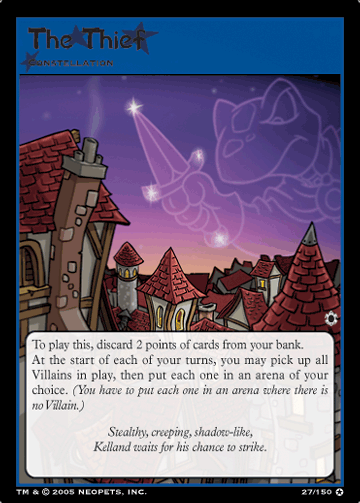 The Thief
CONSTELLATION
To play this, discard 2 points of cards from your bank.
At the start of each of your turns, you may pick up all
Villains in play, then put each one in an arena of your
choice. (You have to put each one in an arena where there is
no Villain.)
Stealthy, creeping, shadow-like,
Kelland waits for his chance to strike.
TM & © 2005 NEOPETS, INC.
27/150